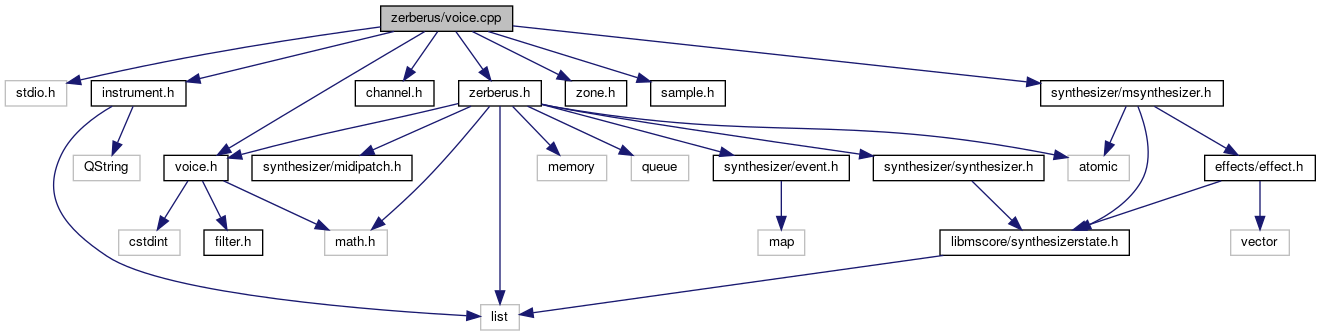 zerberus/voice.cpp
stdio.h
instrument.h
channel.h
zerberus.h
zone.h
sample.h
synthesizer/msynthesizer.h
QString
voice.h
synthesizer/midipatch.h
memory
queue
synthesizer/event.h
synthesizer/synthesizer.h
atomic
effects/effect.h
cstdint
filter.h
math.h
map
libmscore/synthesizerstate.h
vector
list